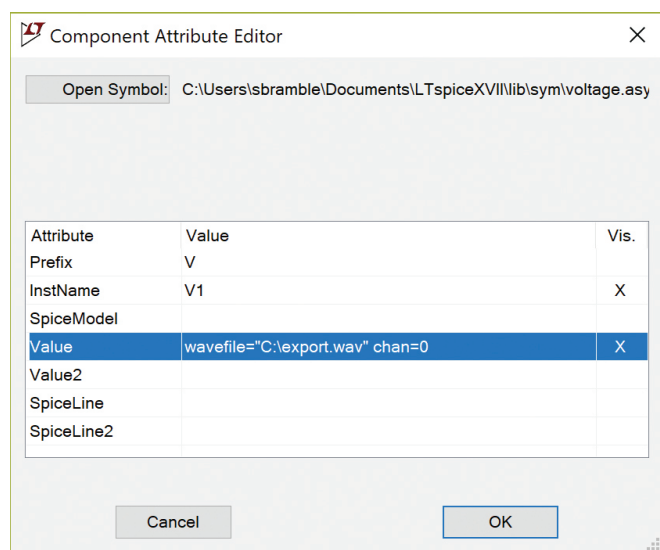 Component Attribute Editor
Open Symbol: C:\Users\sbramble\Documents\LTspiceXVII\lib\sym\voltage.asy
Attribute Value Vis.
Prefix V
InstName V1 X
SpiceModel
Value wavefile="C:\export.wav" chan=0 X
Value2
SpiceLine
SpiceLine2
Cancel OK